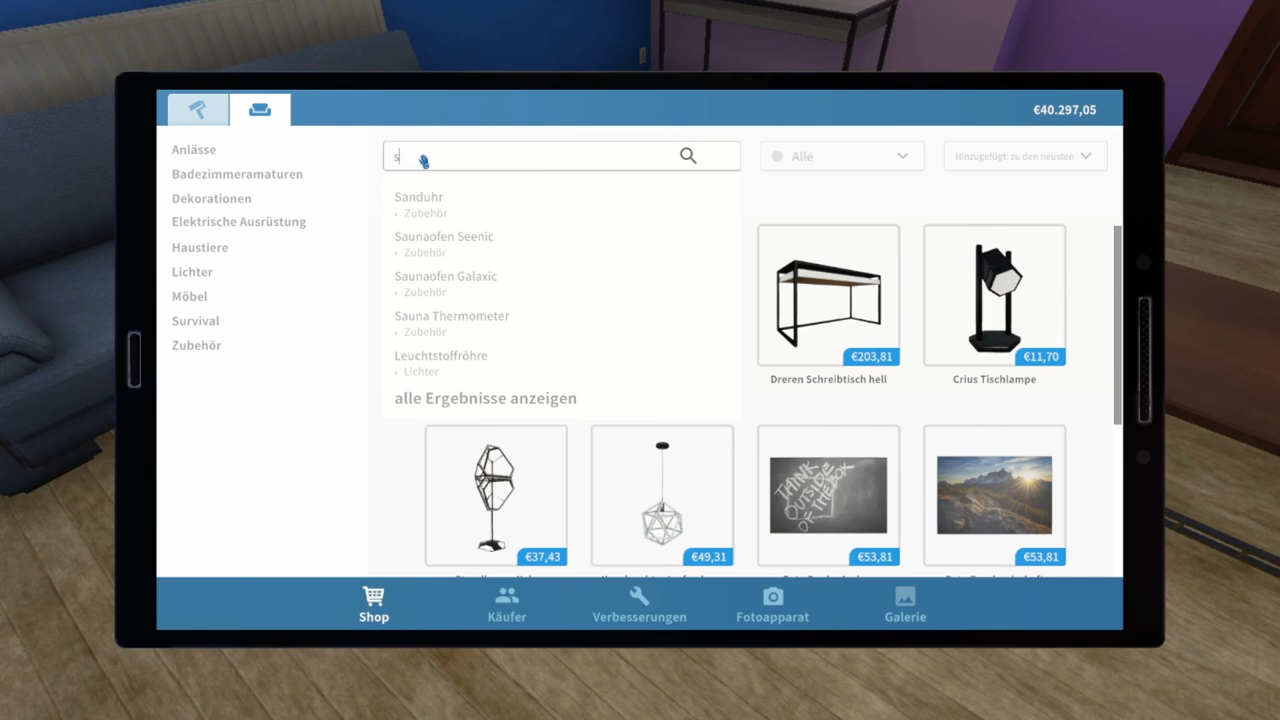 €40.297,05
Anlässe
Badezimmeramaturen
Dekorationen
Elektrische Ausrüstung
Haustiere
Lichter
Möbel
Survival
Zubehör
s
Alle
Hinzugefügt: zu den neusten
Sanduhr
• Zubehör
Saunaofen Seenic
• Zubehör
Saunaofen Galaxic
• Zubehör
Sauna Thermometer
• Zubehör
Leuchtstoffröhre
• Lichter
alle Ergebnisse anzeigen
€203,81
Dreren Schreibtisch hell
€11,70
Crius Tischlampe
€37,43
€49,31
THINK
OUTSIDE
OF THE BOX
€53,81
€53,81
Shop
Käufer
Verbesserungen
Fotoapparat
Galerie